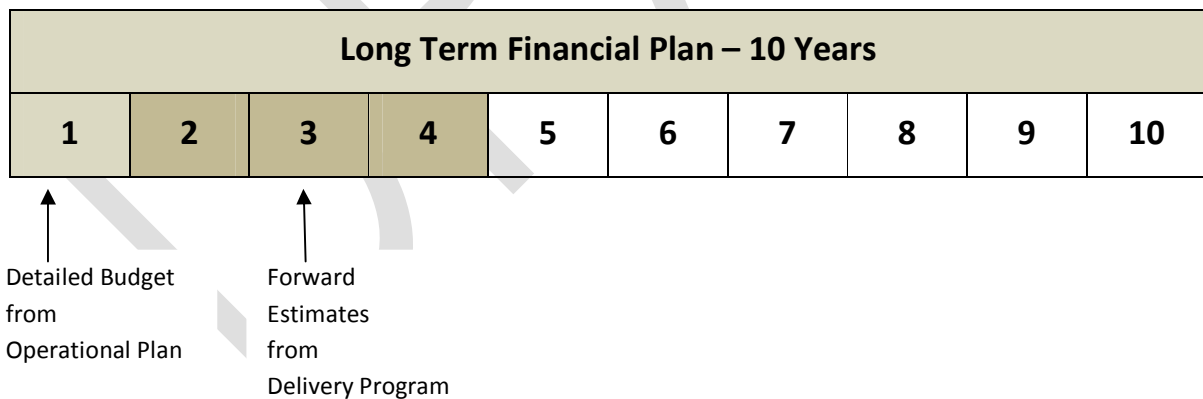 Long Term Financial Plan – 10 Years
1 2 3 4 5 6 7 8 9 10
Detailed Budget
from
Operational Plan
Forward
Estimates
from
Delivery Program